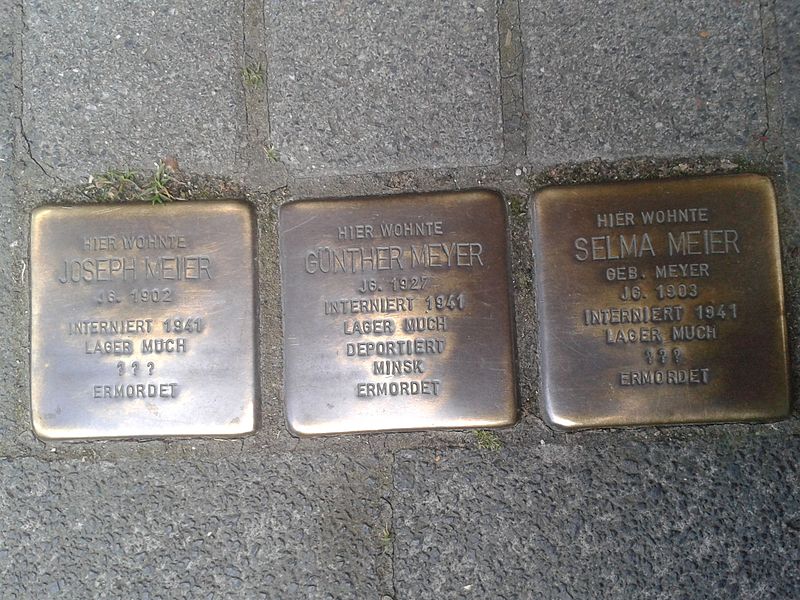 HIER WOHNTE
JOSEPH MEIER
JG. 1902
INTERNIERT 1941
LAGER MUCH
? ? ?
ERMORDET
HIER WOHNTE
GÜNTHER MEYER
JG. 1927
INTERNIERT 1941
LAGER MUCH
DEPORTIERT
MINSK
ERMORDET
HIER WOHNTE
SELMA MEIER
GEB. MEYER
JG. 1903
INTERNIERT 1941
LAGER MUCH
? ? ?
ERMORDET